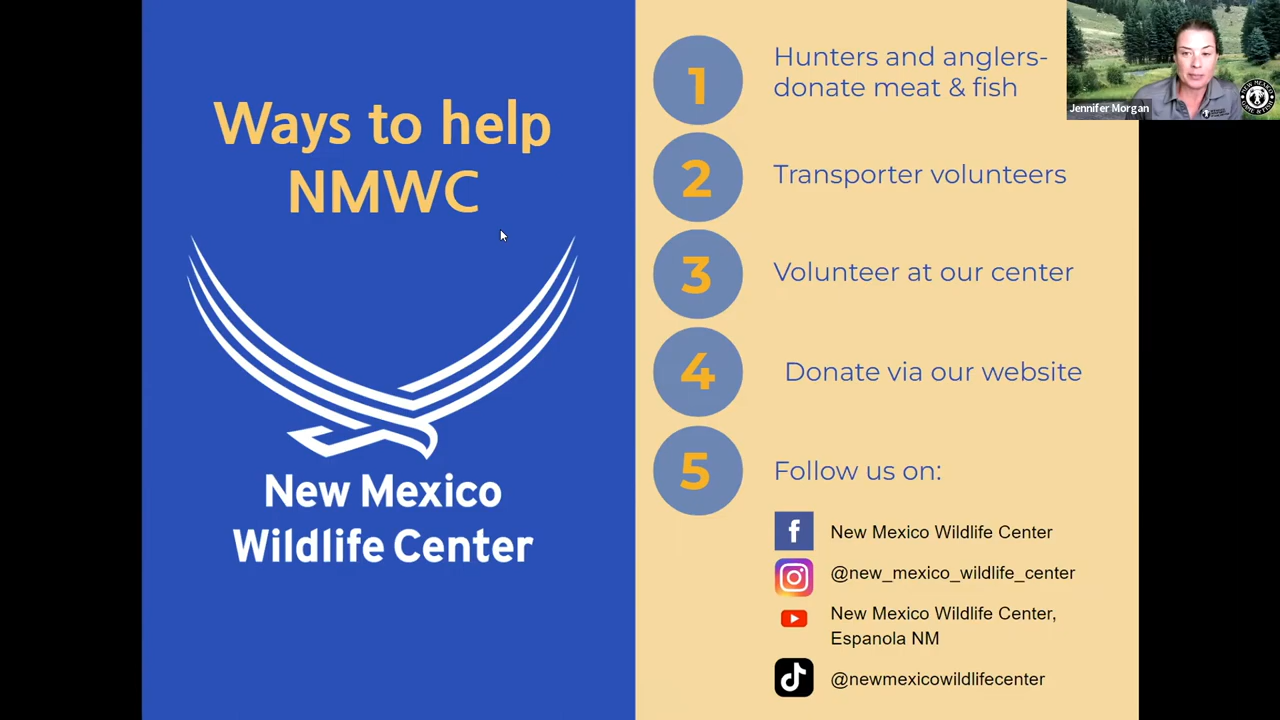 Ways to help
NMWC
New Mexico
Wildlife Center
1
Hunters and anglers-
donate meat & fish
2
Transporter volunteers
3
Volunteer at our center
4
Donate via our website
5
Follow us on:
f
New Mexico Wildlife Center
@new_mexico_wildlife_center
New Mexico Wildlife Center,
Espanola NM
@newmexicowildlifecenter
Jennifer Morgan